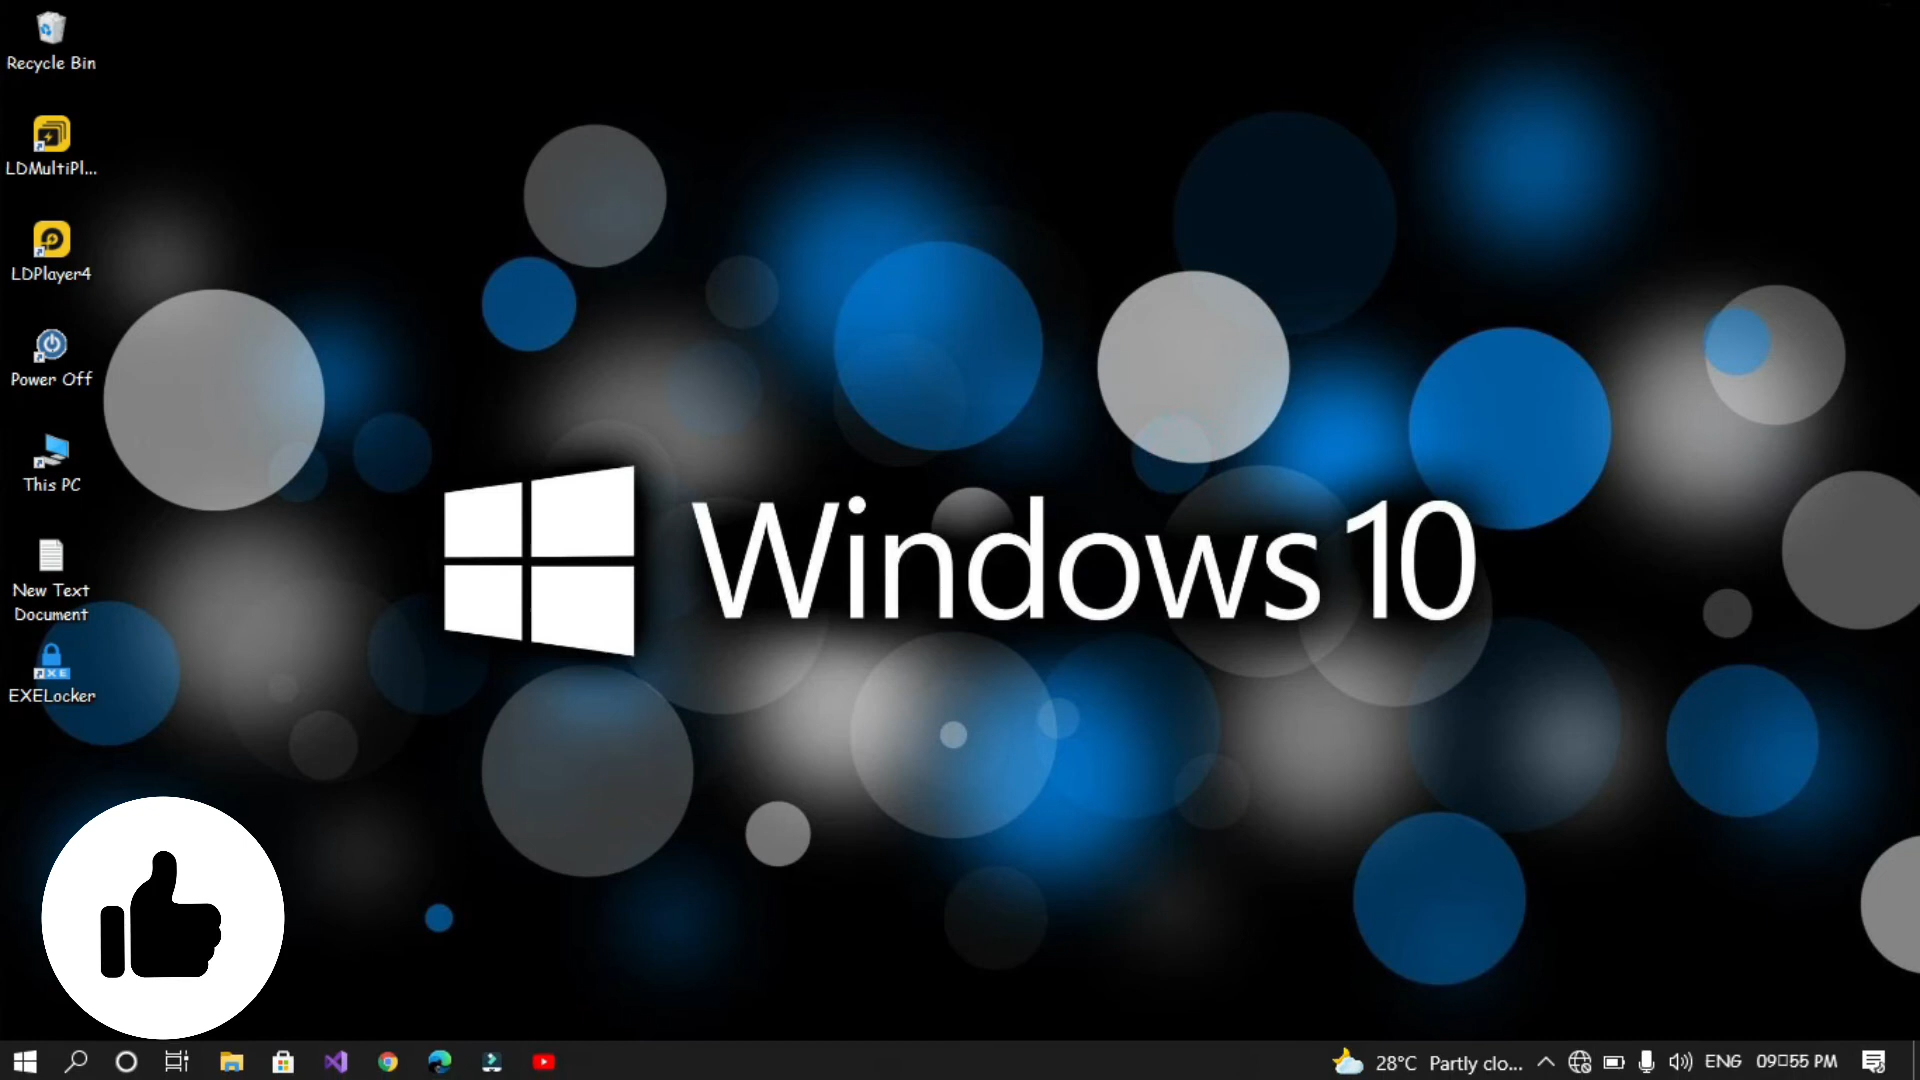 Recycle Bin
LDMultiPl...
LDPlayer4
Power Off
This PC
New Text
Document
EXE
EXELocker
Windows 10
28°C Partly clo...
ENG
09□55 PM